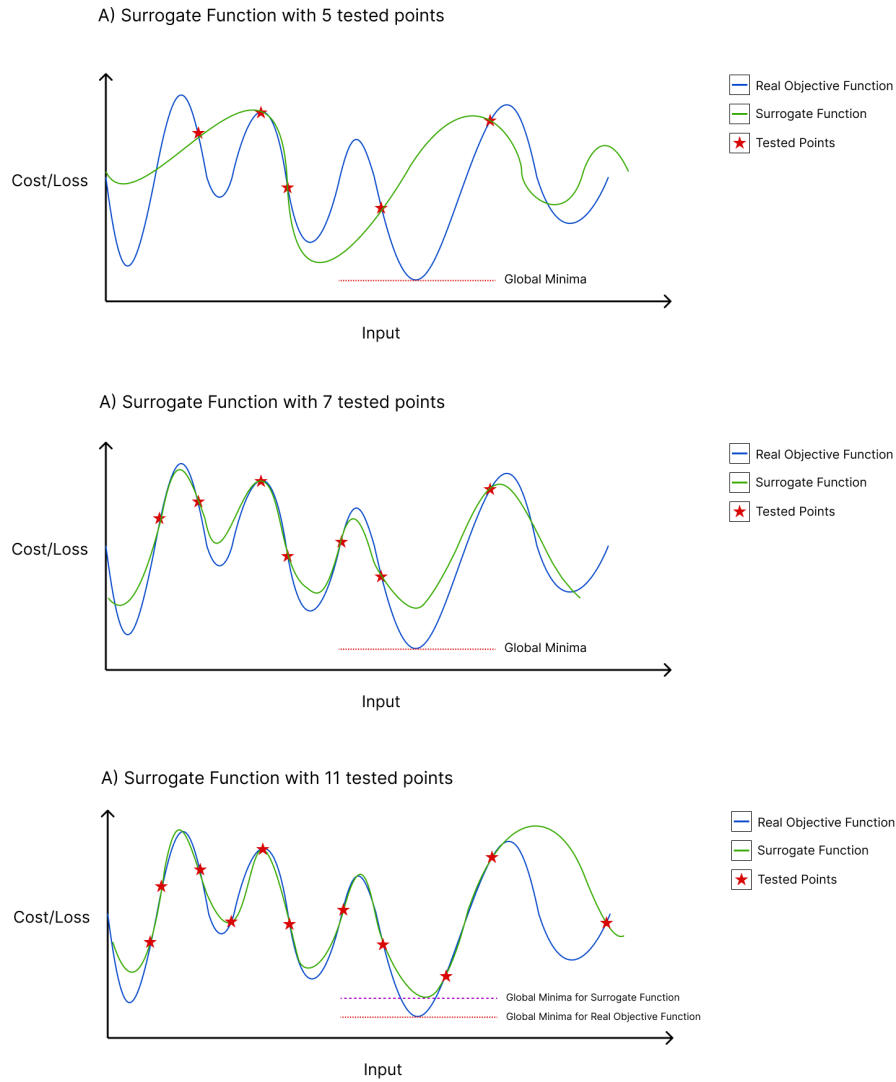 A) Surrogate Function with 5 tested points
Real Objective Function
Surrogate Function
Tested Points
Cost/Loss
Global Minima
Input
A) Surrogate Function with 7 tested points
Real Objective Function
Surrogate Function
Tested Points
Cost/Loss
Global Minima
Input
A) Surrogate Function with 11 tested points
Real Objective Function
Surrogate Function
Tested Points
Cost/Loss
Global Minima for Surrogate Function
Global Minima for Real Objective Function
Input